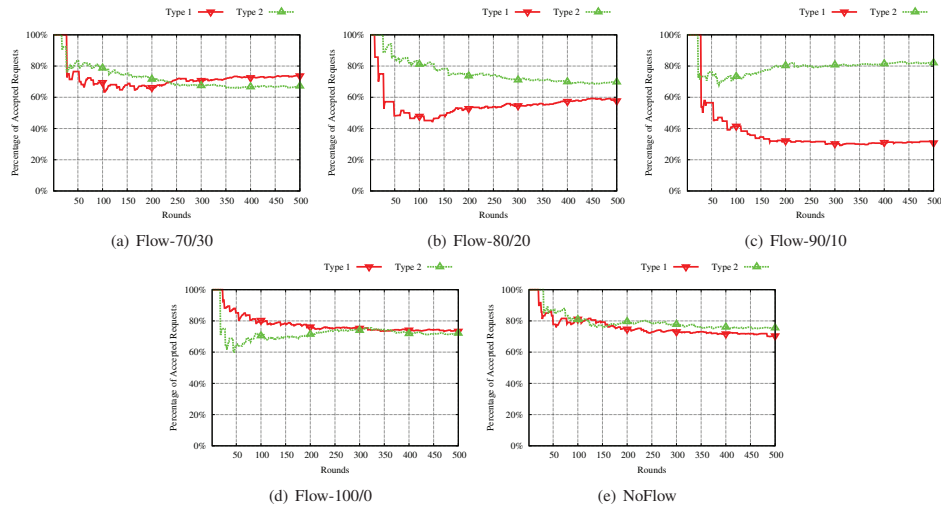 Type 1 Type 2
Percentage of Accepted Requests
100%
80%
60%
40%
20%
0%
50 100 150 200 250 300 350 400 450 500
Rounds
(a) Flow-70/30
Type 1 Type 2
Percentage of Accepted Requests
100%
80%
60%
40%
20%
0%
50 100 150 200 250 300 350 400 450 500
Rounds
(b) Flow-80/20
Type 1 Type 2
Percentage of Accepted Requests
100%
80%
60%
40%
20%
0%
50 100 150 200 250 300 350 400 450 500
Rounds
(c) Flow-90/10
Type 1 Type 2
Percentage of Accepted Requests
100%
80%
60%
40%
20%
0%
50 100 150 200 250 300 350 400 450 500
Rounds
(d) Flow-100/0
Type 1 Type 2
Percentage of Accepted Requests
100%
80%
60%
40%
20%
0%
50 100 150 200 250 300 350 400 450 500
Rounds
(e) NoFlow